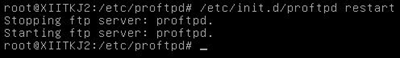 root@XIITKJ2:/etc/proftpd# /etc/init.d/proftpd restart
Stopping ftp server: proftpd.
Starting ftp server: proftpd.
root@XIITKJ2:/etc/proftpd# _